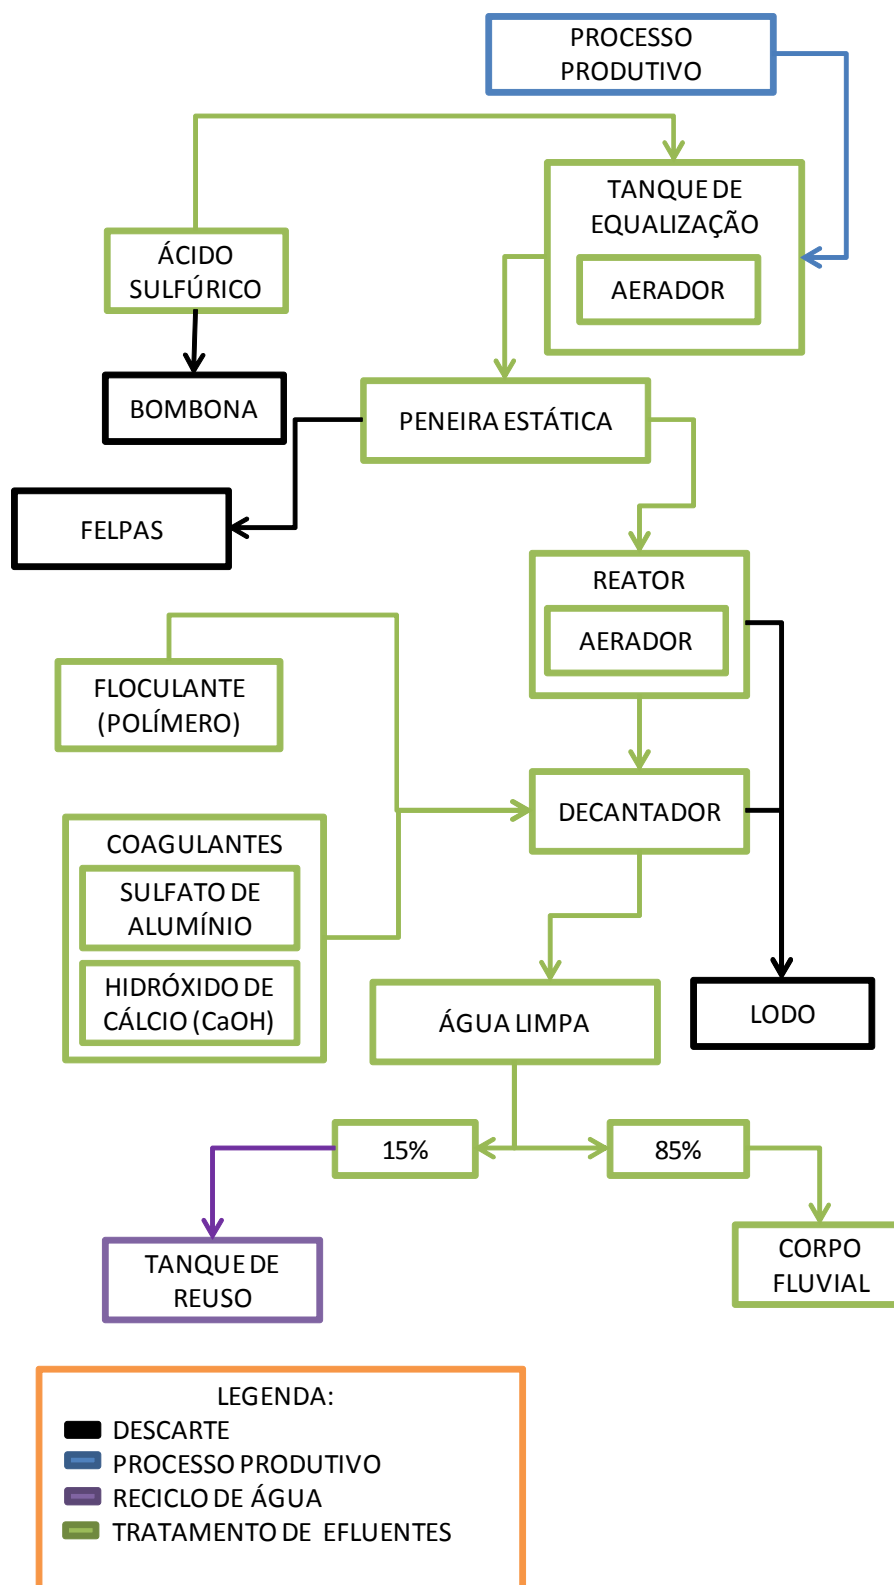 PROCESSO
PRODUTIVO
TANQUE DE
EQUALIZAÇÃO
AERADOR
ÁCIDO
SULFÚRICO
BOMBONA
PENEIRA ESTÁTICA
FELPAS
REATOR
AERADOR
FLOCULANTE
(POLÍMERO)
DECANTADOR
COAGULANTES
SULFATO DE
ALUMÍNIO
HIDRÓXIDO DE
CÁLCIO (CaOH)
ÁGUA LIMPA
LODO
15%
85%
TANQUE DE
REUSO
CORPO
FLUVIAL
LEGENDA:
DESCARTE
PROCESSO PRODUTIVO
RECICLO DE ÁGUA
TRATAMENTO DE EFLUENTES